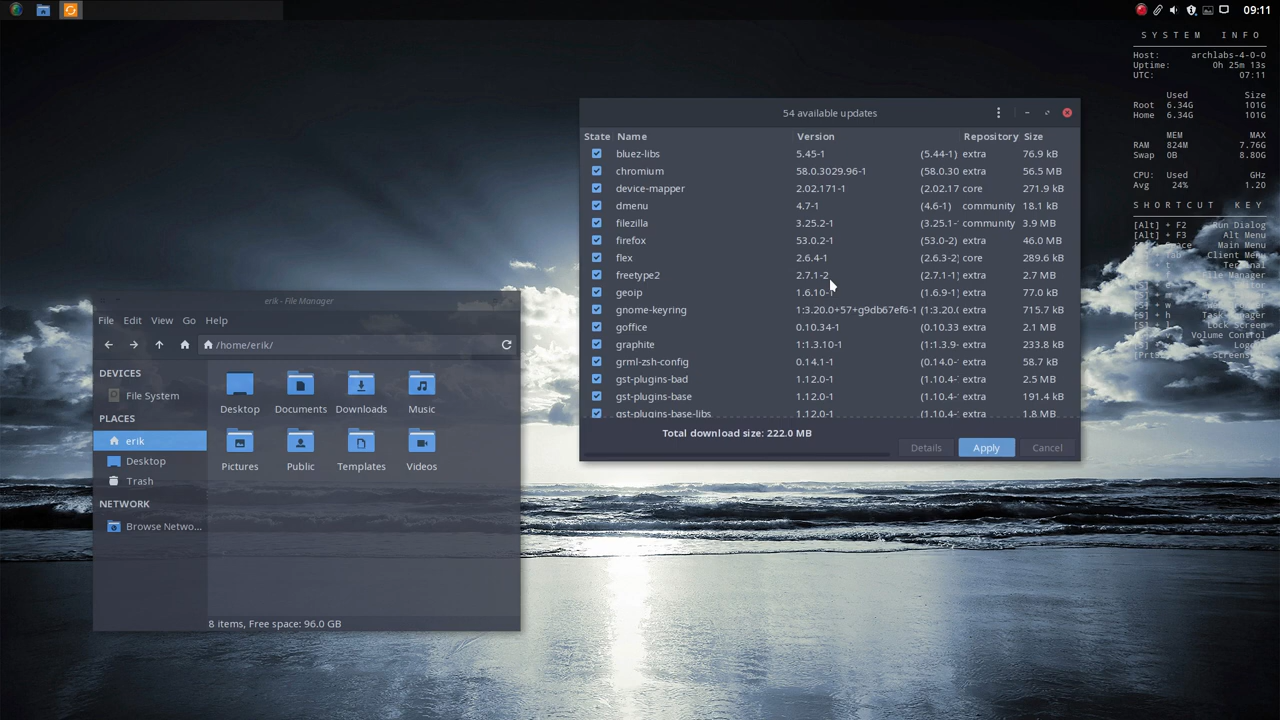 09:11
SYSTEM INFO
Host: archlabs-4-0-0
Uptime: 0h 25m 13s
UTC: 07:11
Used Size
Root 6.34G 101G
Home 6.34G 101G
MEM MAX
RAM 824M 7.76G
Swap 0B 8.80G
CPU: Used GHz
Avg 24% 1.20
SHORTCUT KEY
[Alt] + F2 Run Dialog
[Alt] + F3 Alt Menu
Main Menu
Client Menu
54 available updates
State Name Version Repository Size
bluez-libs 5.45-1 (5.44-1) extra 76.9 kB
chromium 58.0.3029.96-1 (58.0.30 extra 56.5 MB
device-mapper 2.02.171-1 (2.02.17 core 271.9 kB
dmenu 4.7-1 (4.6-1) community 18.1 kB
filezilla 3.25.2-1 (3.25.1- community 3.9 MB
firefox 53.0.2-1 (53.0-2) extra 46.0 MB
flex 2.6.4-1 (2.6.3-2) core 289.6 kB
freetype2 2.7.1-2 (2.7.1-1) extra 2.7 MB
geoip 1.6.10-1 (1.6.9-1) extra 77.0 kB
gnome-keyring 1:3.20.0+57+g9db67ef6-1 (1:3.20.0 extra 715.7 kB
goffice 0.10.34-1 (0.10.33 extra 2.1 MB
graphite 1:1.3.10-1 (1:1.3.9- extra 233.8 kB
grml-zsh-config 0.14.1-1 (0.14.0- extra 58.7 kB
gst-plugins-bad 1.12.0-1 (1.10.4- extra 2.5 MB
gst-plugins-base 1.12.0-1 (1.10.4- extra 191.4 kB
gst-plugins-base-libs 1.12.0-1 (1.10.4- extra 1.8 MB
Total download size: 222.0 MB
Details Apply Cancel
erik - File Manager
File Edit View Go Help
/home/erik/
DEVICES
File System
PLACES
erik
Desktop
Trash
NETWORK
Browse Netwo...
Desktop Documents Downloads Music
Pictures Public Templates Videos
8 items, Free space: 96.0 GB